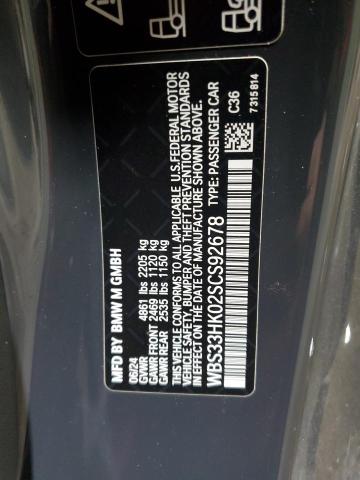 MFD BY BMW M GMBH
06/24
GVWR 4861 lbs 2205 kg
GAWR FRONT 2469 lbs 1120 kg
GAWR REAR 2535 lbs 1150 kg
THIS VEHICLE CONFORMS TO ALL APPLICABLE U.S.FEDERAL MOTOR
VEHICLE SAFETY, BUMPER AND THEFT PREVENTION STANDARDS
IN EFFECT ON THE DATE OF MANUFACTURE SHOWN ABOVE.
WBS33HK02SCS92678 TYPE: PASSENGER CAR
C36
7315814